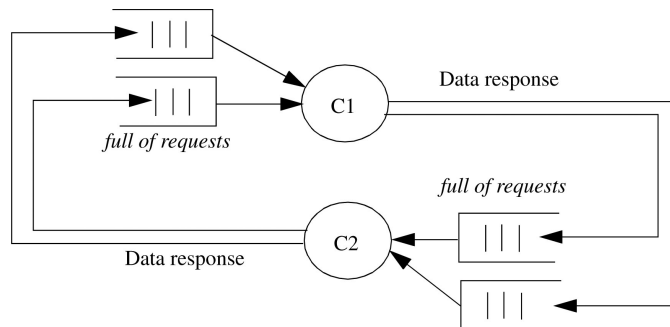 C1
Data response
full of requests
full of requests
C2
Data response